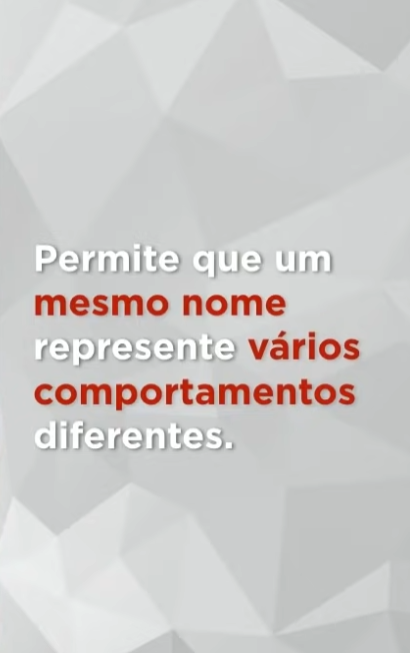 Permite que um
mesmo nome
represente vários
comportamentos
diferentes.